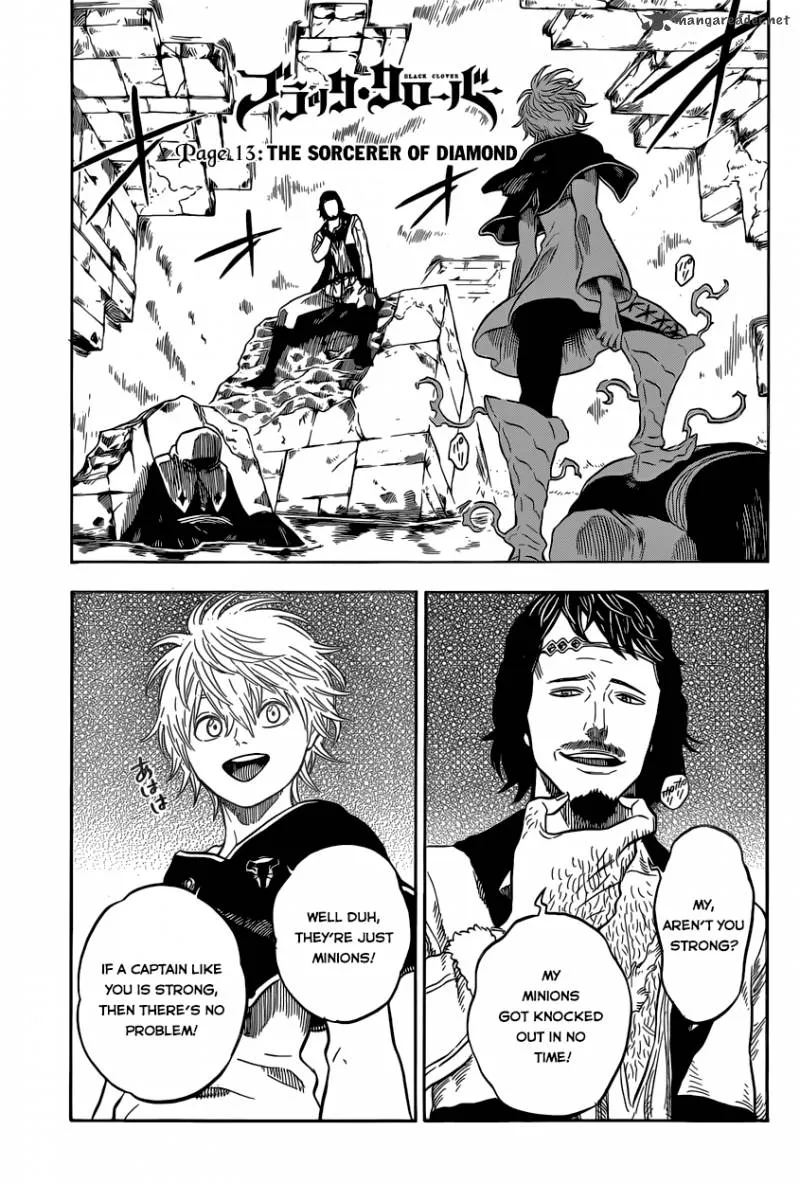 mangareader.net
BLACK CLOVER
ブラック・クローバー
Page 13: THE SORCERER OF DIAMOND
MY,
AREN'T YOU
STRONG?
MY
MINIONS
GOT KNOCKED
OUT IN NO
TIME!
あはは
WELL DUH,
THEY'RE JUST
MINIONS!
IF A CAPTAIN LIKE
YOU IS STRONG,
THEN THERE'S NO
PROBLEM!